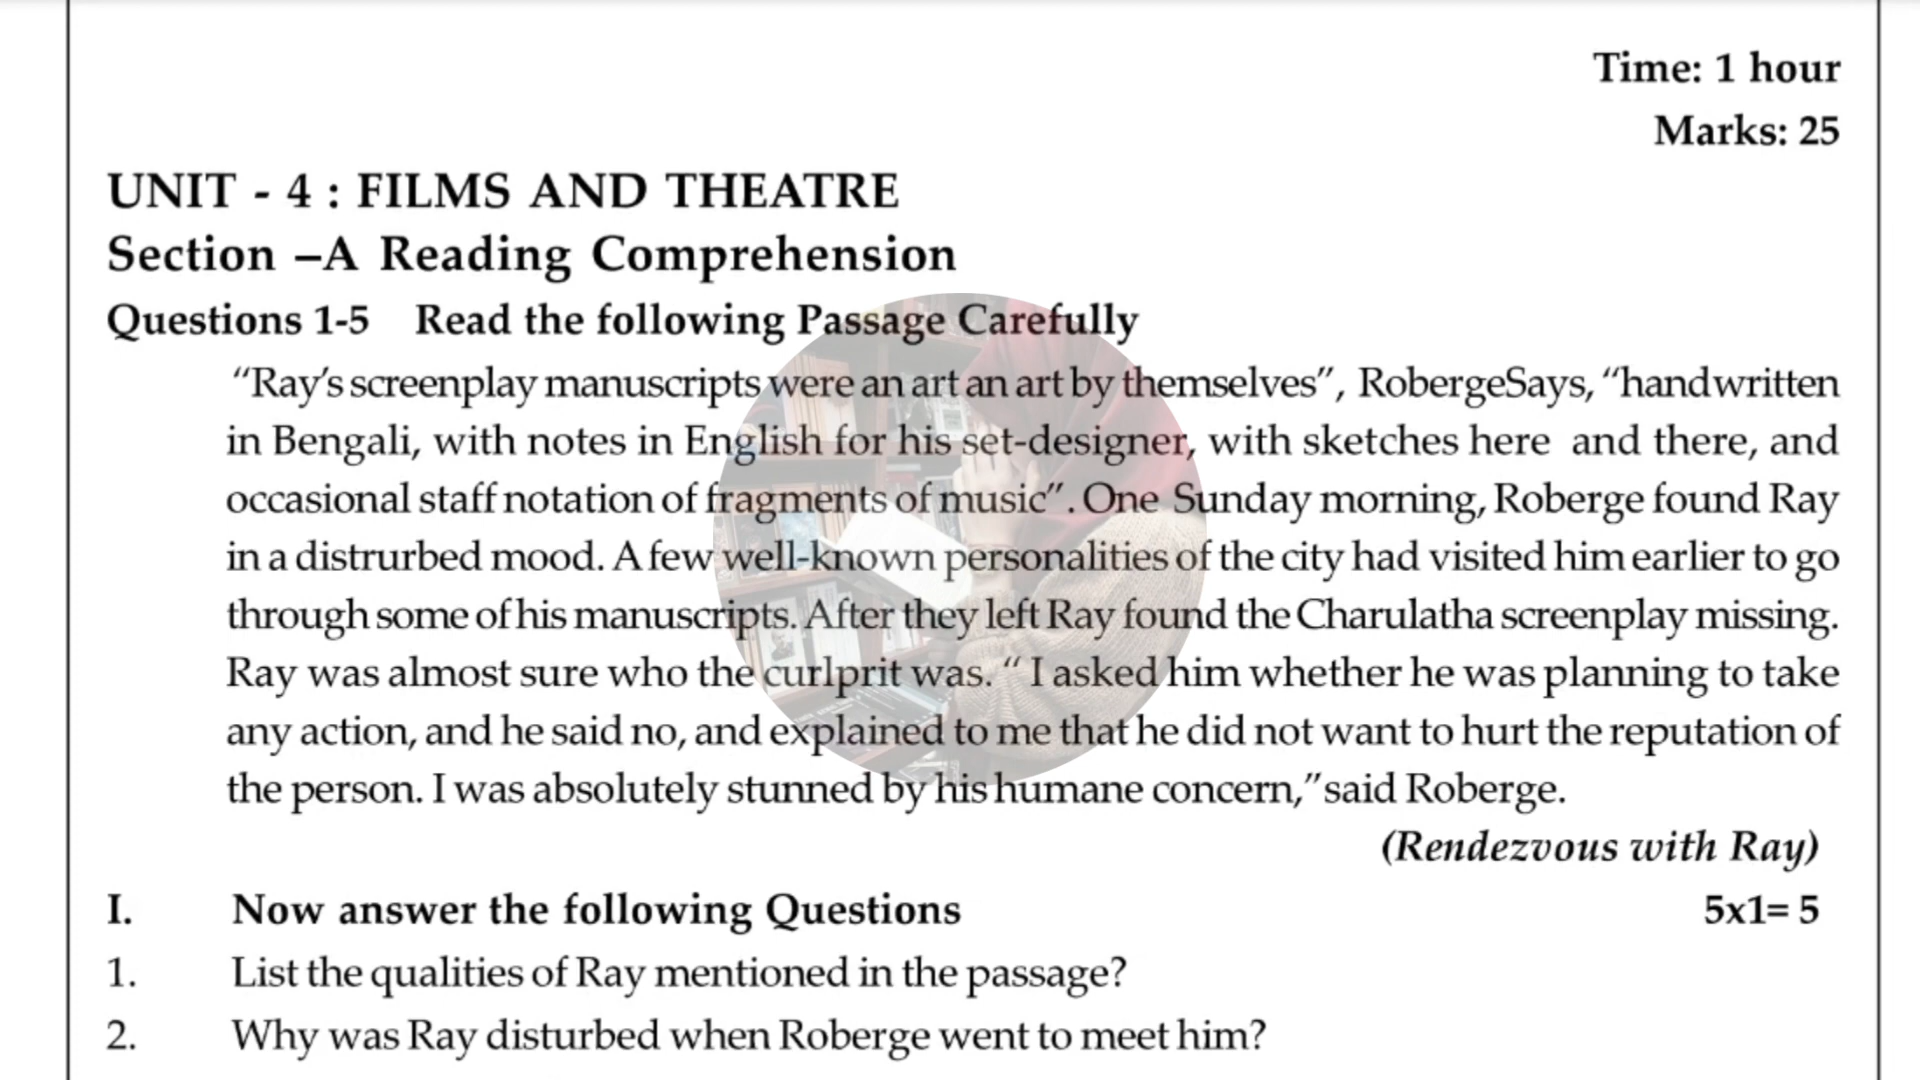 Time: 1 hour
Marks: 25
UNIT - 4 : FILMS AND THEATRE
Section –A Reading Comprehension
Questions 1-5 Read the following Passage Carefully
“Ray’s screenplay manuscripts were an art an art by themselves”, RobergeSays, “handwritten
in Bengali, with notes in English for his set-designer, with sketches here and there, and
occasional staff notation of fragments of music”. One Sunday morning, Roberge found Ray
in a distrurbed mood. A few well-known personalities of the city had visited him earlier to go
through some of his manuscripts. After they left Ray found the Charulatha screenplay missing.
Ray was almost sure who the curlprit was. “ I asked him whether he was planning to take
any action, and he said no, and explained to me that he did not want to hurt the reputation of
the person. I was absolutely stunned by his humane concern,” said Roberge.
(Rendezvous with Ray)
I. Now answer the following Questions 5x1= 5
1. List the qualities of Ray mentioned in the passage?
2. Why was Ray disturbed when Roberge went to meet him?